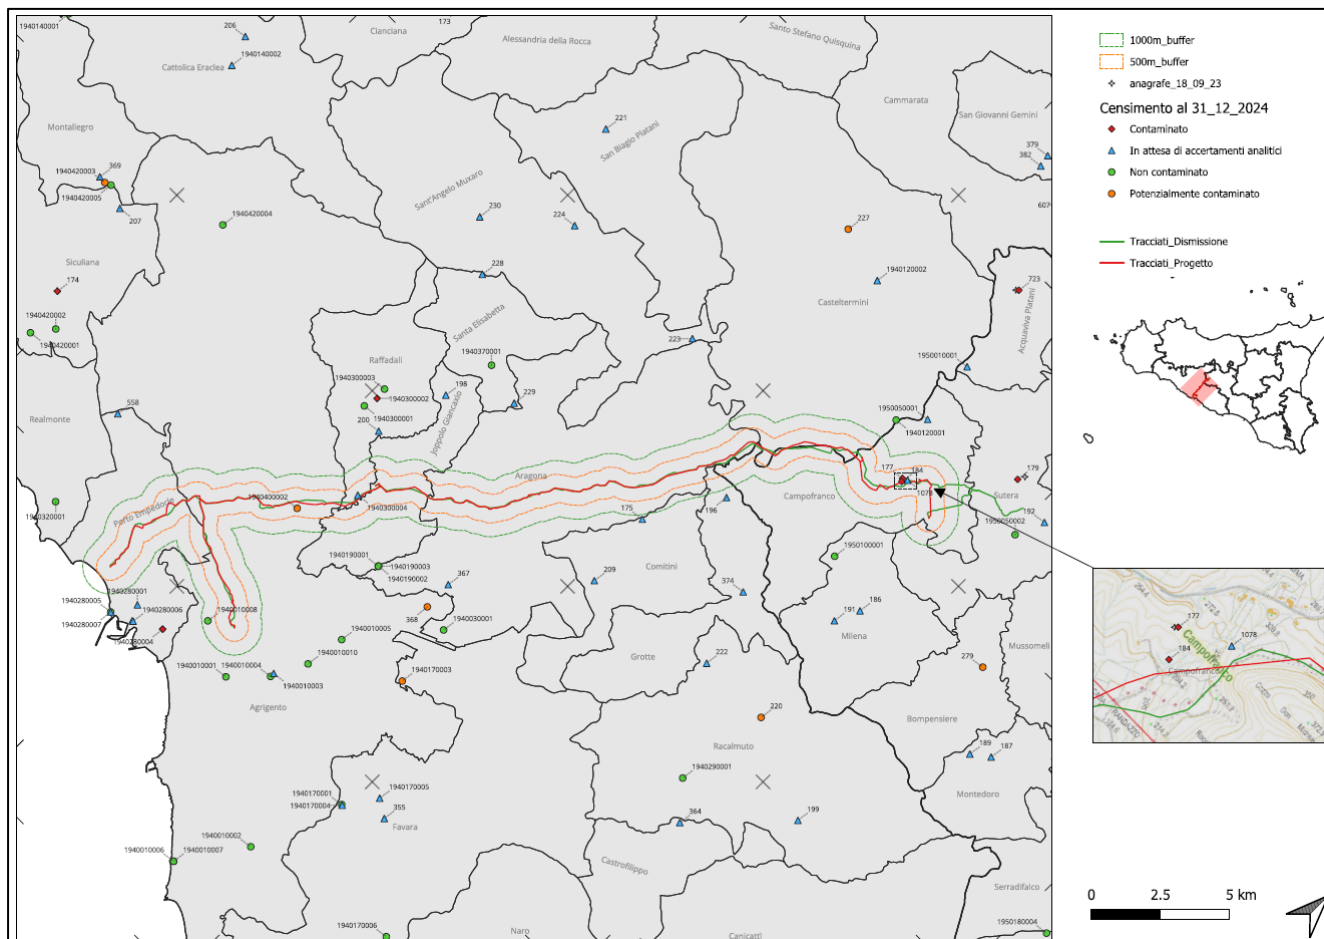 1940140001
206
1940140002
Cattolica Eraclea
Cianciana
173
Alessandria della Rocca
Santo Stefano Quisquina
Cammarata
San Giovanni Gemini
379
382
607
Montallegro
369
1940420003
1940420005
207
1940420004
221
San Biagio Platani
Sant'Angelo Muxaro
230
224
227
228
1940120002
Casteltermini
Siculiana
174
1940420002
1940420001
723
Acquaviva Platani
Santa Elisabetta
223
Raffadali
1940370001
1940300003
1940300002
1940300001
200
198
229
Joppolo Giancaxio
1950010001
558
Realmonte
1950050001
1940120001
177
184
1078
179
Sutera
192
1950050002
Aragona
Campofranco
1940400002
1940300004
Porto Empedocle
1940320001
175
196
1950100001
1940190001
1940190003
1940190002
367
209
Comitini
374
191
186
Milena
Mussomeli
1940280001
1940280005
1940280006
1940280007
1940280004
1940010008
368
1940030001
1940010005
1940010010
Grotte
222
279
1940010001
1940010004
1940010003
1940170003
Agrigento
220
Bompensiere
Racalmuto
189
187
1940290001
Montedoro
1940170001
1940170005
1940170004
355
Favara
364
199
1940010002
1940010006
1940010007
Castrofilippo
Serradifalco
1940170006
Naro
Canicattì
1950180004
1000m_buffer
500m_buffer
anagrafe_18_09_23
Censimento al 31_12_2024
Contaminato
In attesa di accertamenti analitici
Non contaminato
Potenzialmente contaminato
Tracciati_Dismissione
Tracciati_Progetto
177
1078
184
Campofranco
Campofranco
0 2.5 5 km